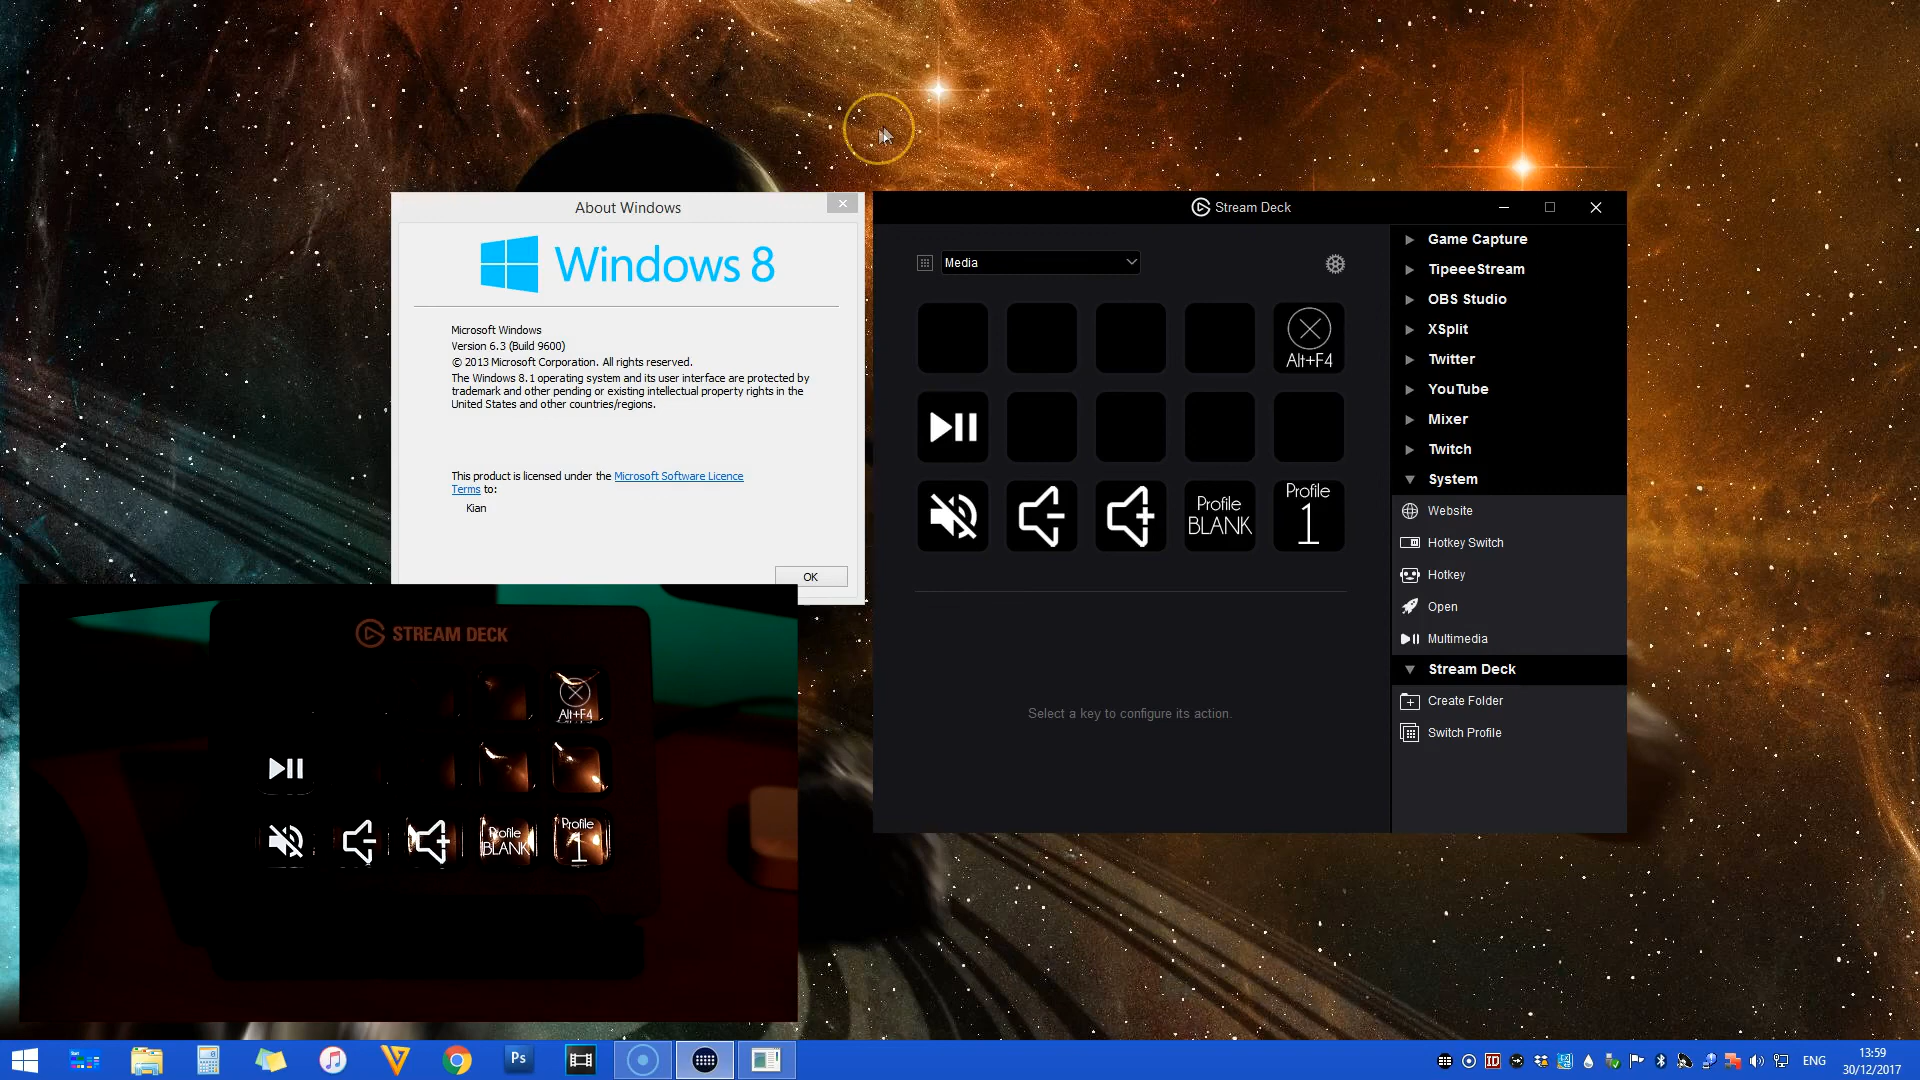 About Windows
Windows 8
Microsoft Windows
Version 6.3 (Build 9600)
© 2013 Microsoft Corporation. All rights reserved.
The Windows 8.1 operating system and its user interface are protected by
trademark and other pending or existing intellectual property rights in the
United States and other countries/regions.
This product is licensed under the Microsoft Software Licence
Terms to:
Kian
OK
Stream Deck
Media
Alt+F4
Profile
BLANK
Profile
1
Select a key to configure its action.
Game Capture
TipeeeStream
OBS Studio
XSplit
Twitter
YouTube
Mixer
Twitch
System
Website
Hotkey Switch
Hotkey
Open
Multimedia
Stream Deck
Create Folder
Switch Profile
STREAM DECK
Alt+F4
Profile
BLANK
Profile
1
Ps
ENG
13:59
30/12/2017